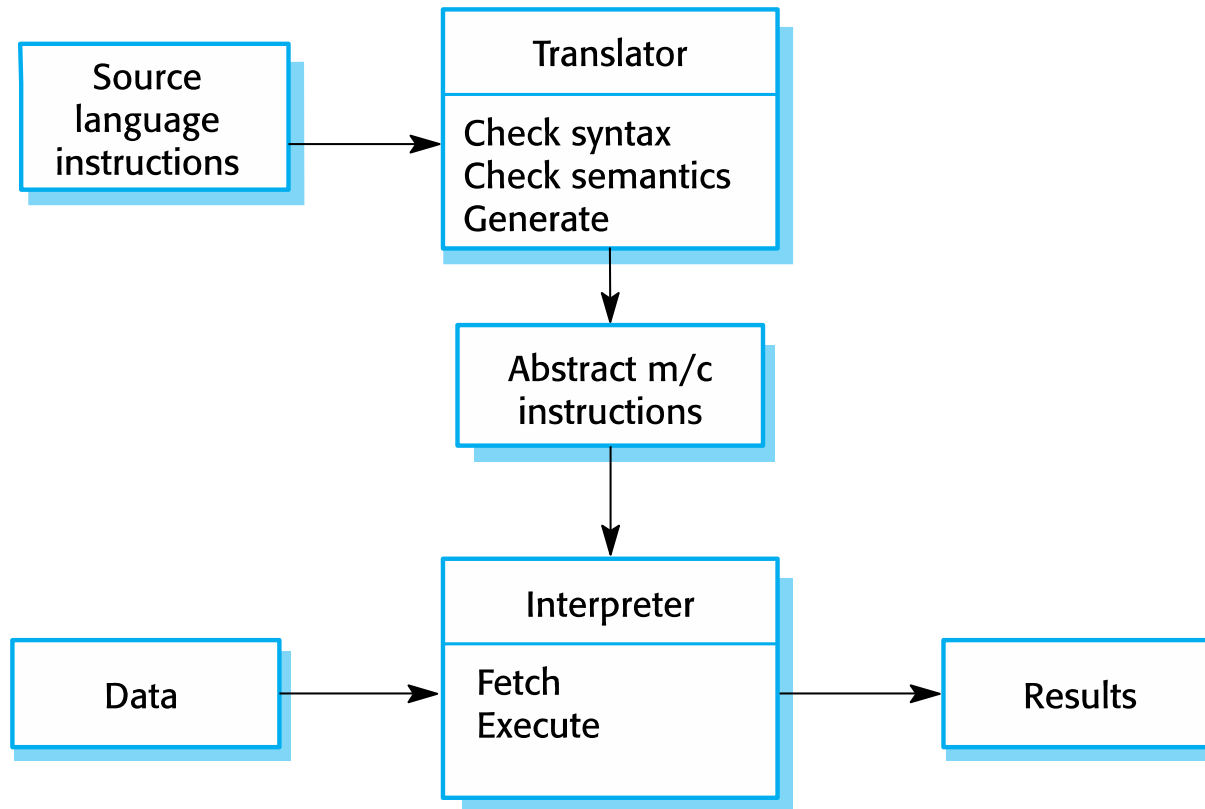 Source
language
instructions
Translator
Check syntax
Check semantics
Generate
Abstract m/c
instructions
Data
Interpreter
Fetch
Execute
Results